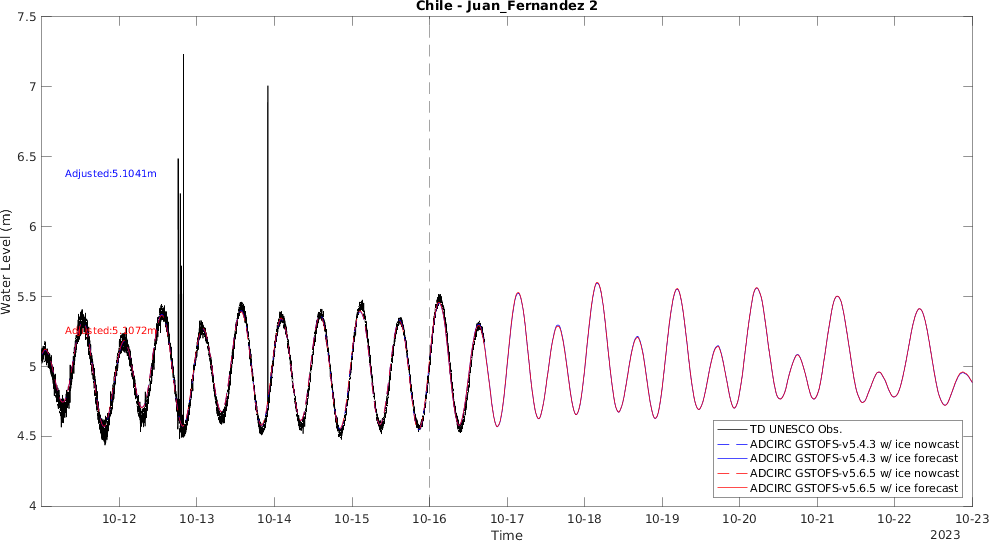 Chile - Juan_Fernandez 2
7.5
7
6.5
6
5.5
5
4.5
4
Water Level (m)
Adjusted:5.1041m
Adjusted:5.1072m
TD UNESCO Obs.
ADCIRC GSTOFS-v5.4.3 w/ ice nowcast
ADCIRC GSTOFS-v5.4.3 w/ ice forecast
ADCIRC GSTOFS-v5.6.5 w/ ice nowcast
ADCIRC GSTOFS-v5.6.5 w/ ice forecast
10-12 10-13 10-14 10-15 10-16 10-17 10-18 10-19 10-20 10-21 10-22 10-23
Time
2023